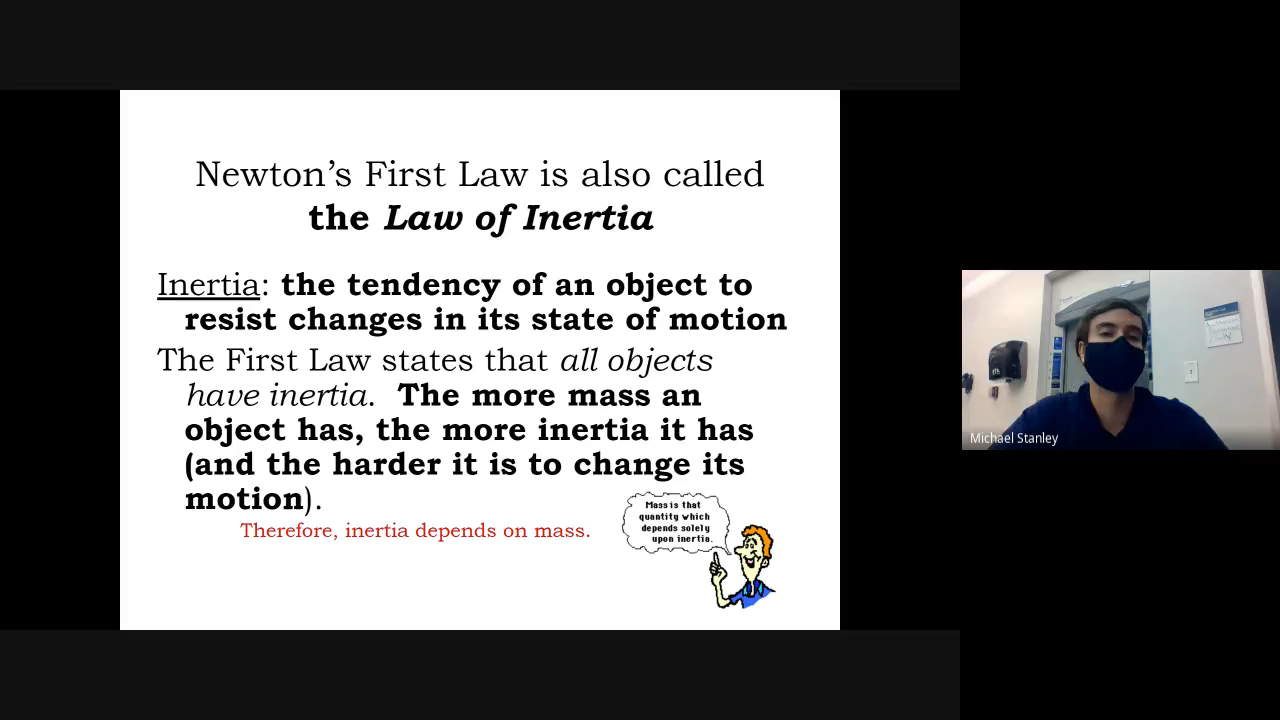 Newton’s First Law is also called
the Law of Inertia
Inertia: the tendency of an object to
resist changes in its state of motion
The First Law states that all objects
have inertia. The more mass an
object has, the more inertia it has
(and the harder it is to change its
motion).
Therefore, inertia depends on mass.
Mass is that
quantity which
depends solely
upon inertia.
Michael Stanley